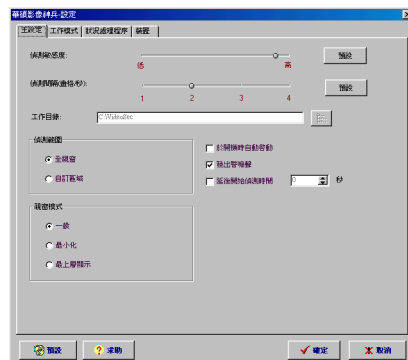 華碩影像神兵-設定
主設定 工作模式 狀況處理程序 裝置
偵測敏感度: 低 高 預設
偵測間隔(畫格/秒): 1 2 3 4 預設
工作目錄: C:\VideoSec
偵測範圍
全視窗
自訂區域
於開機時自動啟動
發出警報聲
延後開始偵測時間 0 秒
視窗模式
一般
最小化
最上層顯示
預設 求助 確定 取消